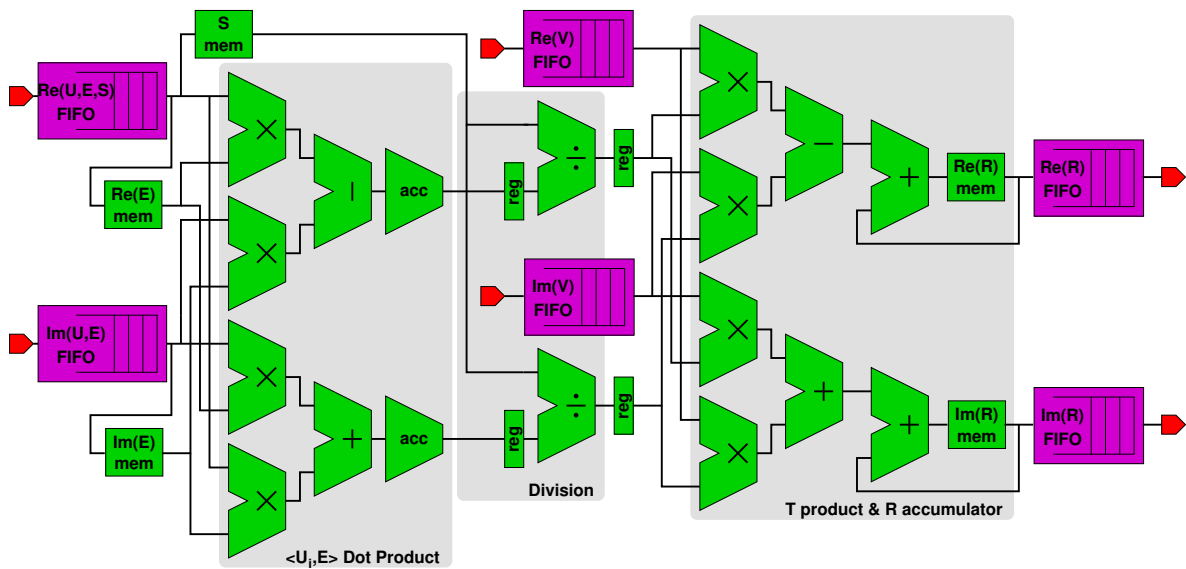 S
mem
Re(V)
FIFO
Re(U,E,S)
FIFO
×
×
−
÷
reg
reg
+
Re(R)
mem
Re(R)
FIFO
Re(E)
mem
−
acc
×
×
Im(V)
FIFO
Im(U,E)
FIFO
×
×
+
acc
÷
reg
reg
×
+
+
Im(R)
mem
Im(R)
FIFO
Im(E)
mem
×
×
Division
T product & R accumulator
<Ui,E> Dot Product